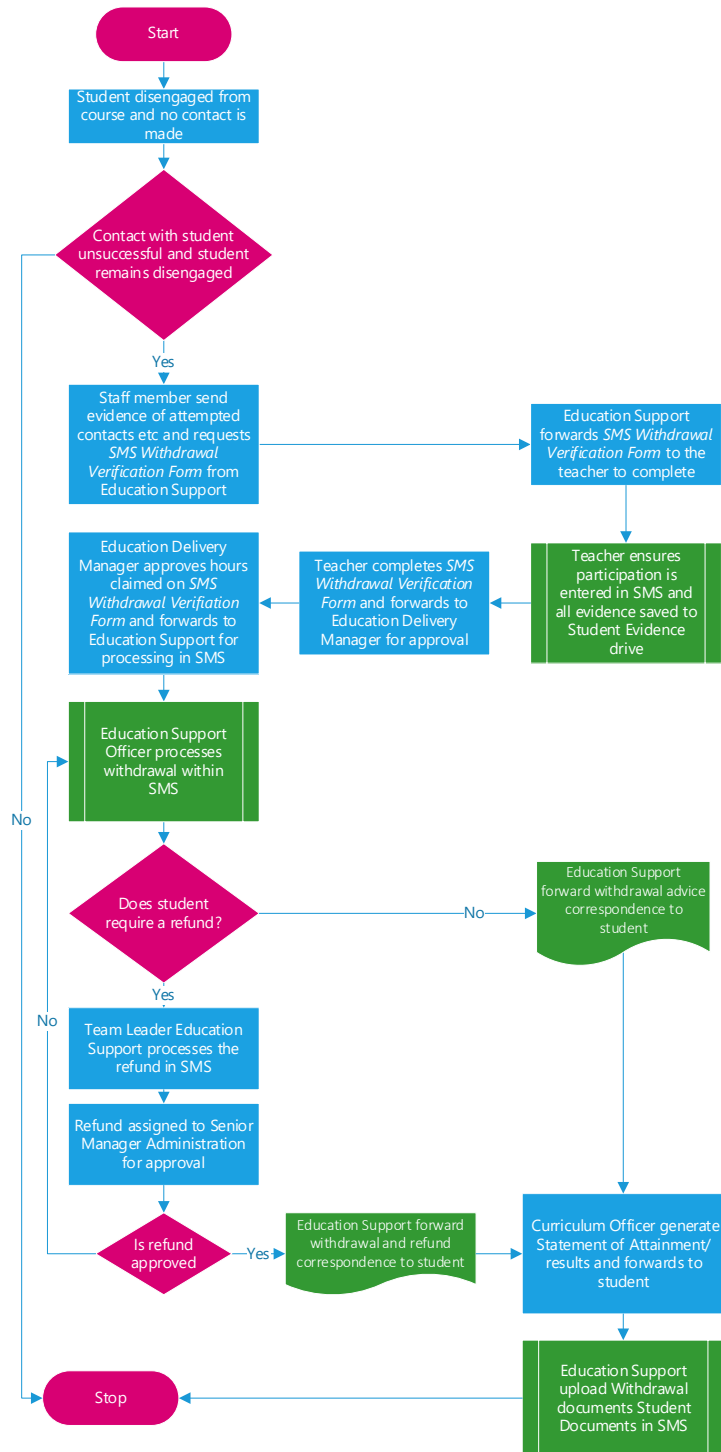 Start
Student disengaged from
course and no contact is
made
Contact with student
unsuccessful and student
remains disengaged
Yes
Staff member send
evidence of attempted
contacts etc and requests
SMS Withdrawal
Verification Form from
Education Support
Education Support
forwards SMS Withdrawal
Verification Form to the
teacher to complete
Teacher ensures
participation is
entered in SMS and
all evidence saved to
Student Evidence
drive
Teacher completes SMS
Withdrawal Verification
Form and forwards to
Education Delivery
Manager for approval
Education Delivery
Manager approves hours
claimed on SMS
Withdrawal Verifiation
Form and forwards to
Education Support for
processing in SMS
Education Support
Officer processes
withdrawal within
SMS
No
Does student
require a refund?
No
Education Support
forward withdrawal advice
correspondence to
student
Yes
No
Team Leader Education
Support processes the
refund in SMS
Refund assigned to Senior
Manager Administration
for approval
Is refund
approved
Yes
Education Support forward
withdrawal and refund
correspondence to student
Curriculum Officer generate
Statement of Attainment/
results and forwards to
student
Education Support
upload Withdrawal
documents Student
Documents in SMS
Stop